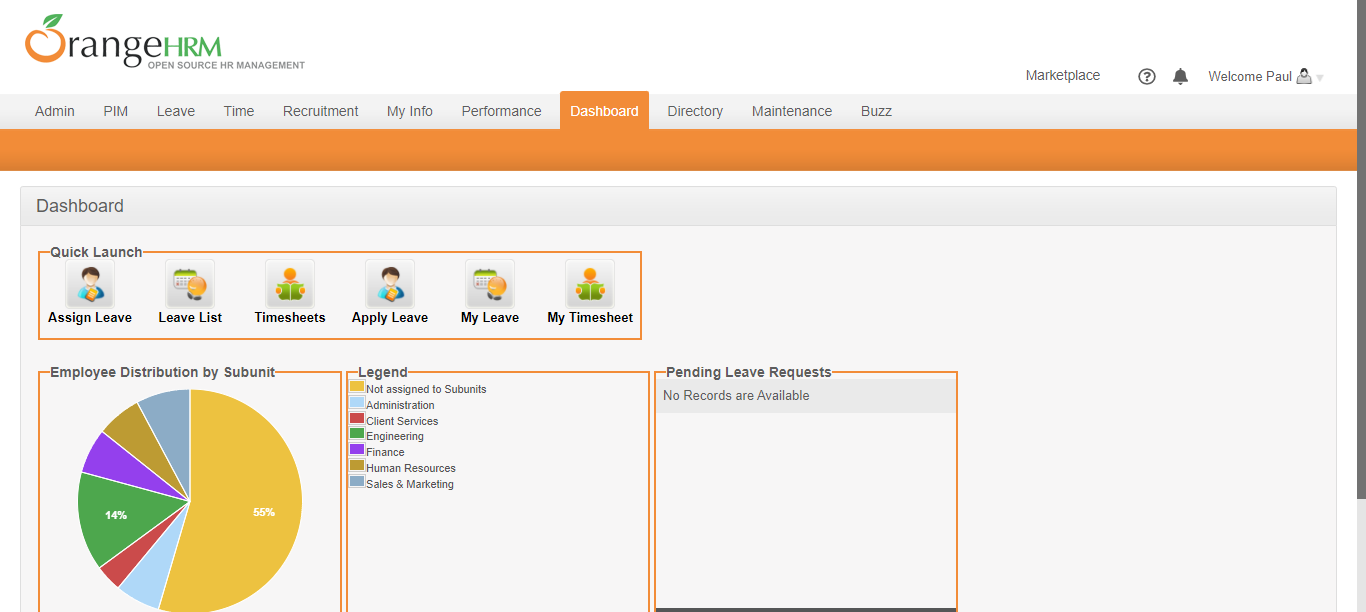 OrangeHRM
OPEN SOURCE HR MANAGEMENT
Marketplace ? Welcome Paul
Admin PIM Leave Time Recruitment My Info Performance Dashboard Directory Maintenance Buzz
Dashboard
Quick Launch
Assign Leave Leave List Timesheets Apply Leave My Leave My Timesheet
Employee Distribution by Subunit
14%
55%
Legend
Not assigned to Subunits
Administration
Client Services
Engineering
Finance
Human Resources
Sales & Marketing
Pending Leave Requests
No Records are Available